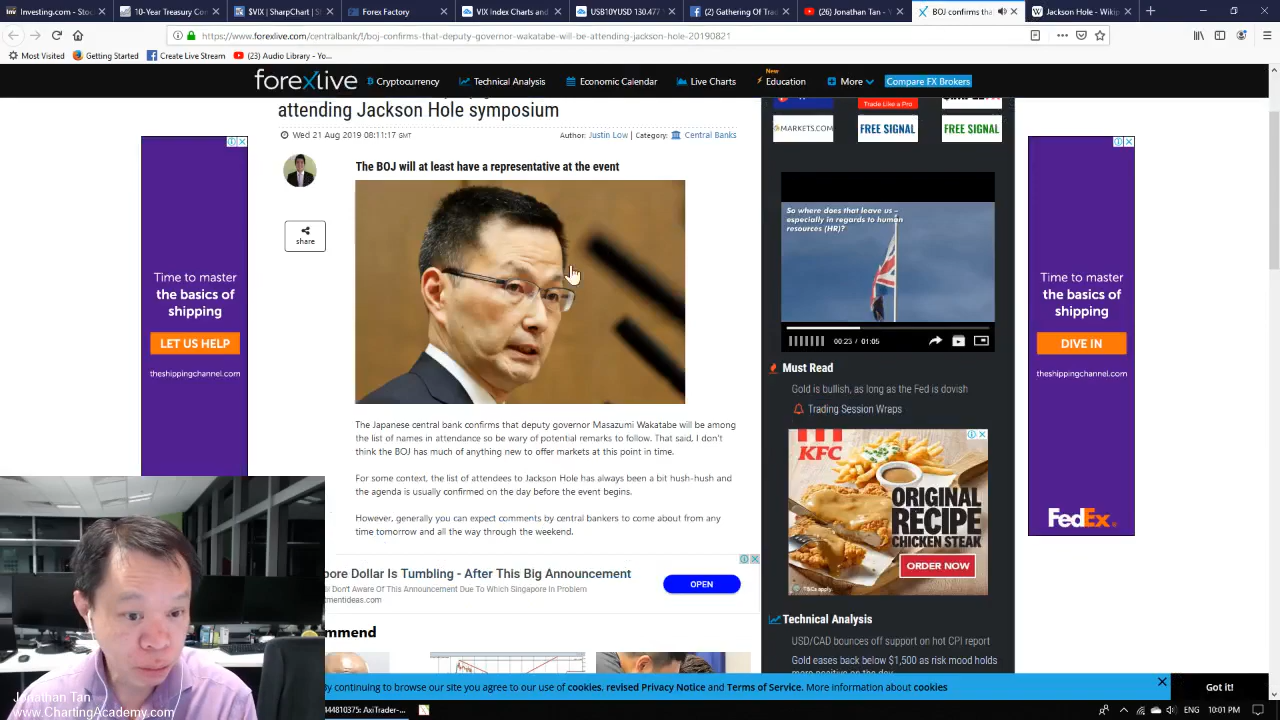 Investing.com - Stoc
10-Year Treasury Con
$VIX | SharpChart | St
Forex Factory
VIX Index Charts and
USB10YUSD 130.477
(2) Gathering Of Trad
(26) Jonathan Tan - Y
BOJ confirms tha
Jackson Hole - Wikip
https://www.forexlive.com/centralbank/!/boj-confirms-that-deputy-governor-wakatabe-will-be-attending-jackson-hole-20190821
Most Visited
Getting Started
Create Live Stream
(23) Audio Library - Yo...
forexlive
Cryptocurrency
Technical Analysis
Economic Calendar
Live Charts
New
Education
More
Compare FX Brokers
attending Jackson Hole symposium
Wed 21 Aug 2019 08:11:17 GMT
Author: Justin Low | Category: Central Banks
share
The BOJ will at least have a representative at the event
The Japanese central bank confirms that deputy governor Masazumi Wakatabe will be among
the list of names in attendance so be wary of potential remarks to follow. That said, I don't
think the BOJ has much of anything new to offer markets at this point in time.
For some context, the list of attendees to Jackson Hole has always been a bit hush-hush and
the agenda is usually confirmed on the day before the event begins.
However, generally you can expect comments by central bankers to come about from any
time tomorrow and all the way through the weekend.
pore Dollar Is Tumbling - After This Big Announcement
Don't Aware Of This Announcement Due To Which Singapore In Problem
tmentideas.com
OPEN
mmend
Time to master
the basics of
shipping
LET US HELP
theshippingchannel.com
Trade Like a Pro
MARKETS.COM
FREE SIGNAL
FREE SIGNAL
So where does that leave us -
especially in regards to human
resources (HR)?
00:23 / 01:05
Must Read
Gold is bullish, as long as the Fed is dovish
Trading Session Wraps
KFC
ORIGINAL
RECIPE
CHICKEN STEAK
ORDER NOW
T&Cs apply.
Technical Analysis
USD/CAD bounces off support on hot CPI report
Gold eases back below $1,500 as risk mood holds
more positive on the day
Time to master
the basics of
shipping
DIVE IN
theshippingchannel.com
FedEx
By continuing to browse our site you agree to our use of cookies, revised Privacy Notice and Terms of Service. More information about cookies
Got it!
Jonathan Tan
www.ChartingAcademy.com
44810375: AxiTrader-...
ENG
10:01 PM